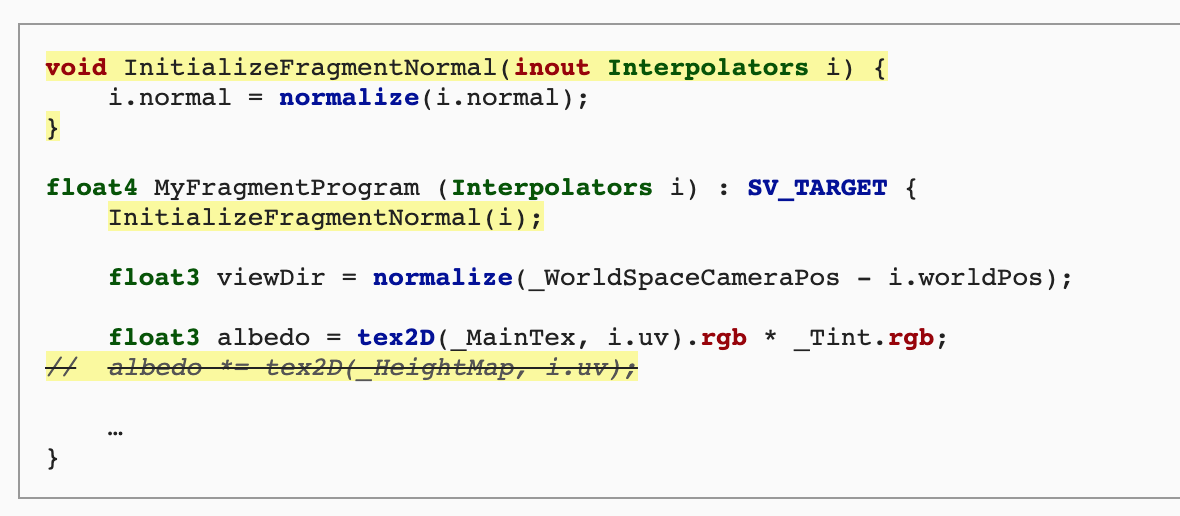 void InitializeFragmentNormal(inout Interpolators i) {
    i.normal = normalize(i.normal);
}
float4 MyFragmentProgram (Interpolators i) : SV_TARGET {
    InitializeFragmentNormal(i);
    float3 viewDir = normalize(_WorldSpaceCameraPos - i.worldPos);
    float3 albedo = tex2D(_MainTex, i.uv).rgb * _Tint.rgb;
//  albedo *= tex2D(_HeightMap, i.uv);
    …
}